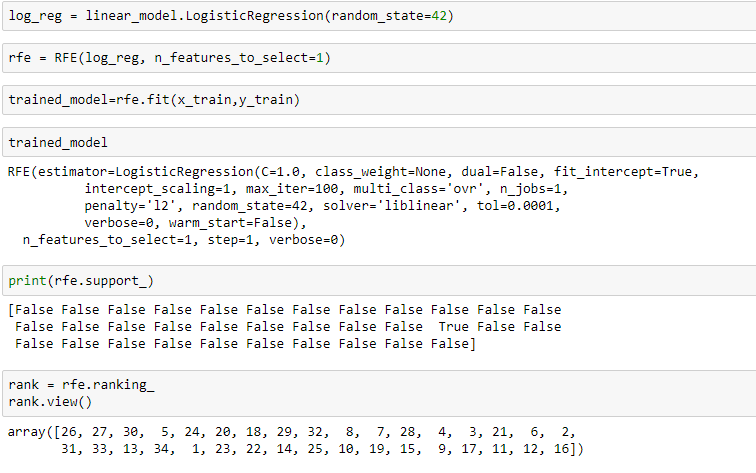 log_reg = linear_model.LogisticRegression(random_state=42)
rfe = RFE(log_reg, n_features_to_select=1)
trained_model=rfe.fit(x_train,y_train)
trained_model
RFE(estimator=LogisticRegression(C=1.0, class_weight=None, dual=False, fit_intercept=True,
intercept_scaling=1, max_iter=100, multi_class='ovr', n_jobs=1,
penalty='l2', random_state=42, solver='liblinear', tol=0.0001,
verbose=0, warm_start=False),
n_features_to_select=1, step=1, verbose=0)
print(rfe.support_)
[False False False False False False False False False False False False
False False False False False False False False False  True False False
False False False False False False False False False False]
rank = rfe.ranking_
rank.view()
array([26, 27, 30,  5, 24, 20, 18, 29, 32,  8,  7, 28,  4,  3, 21,  6,  2,
31, 33, 13, 34,  1, 23, 22, 14, 25, 10, 19, 15,  9, 17, 11, 12, 16])